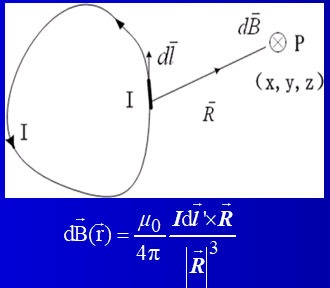 dB⃗
P
dl⃗
(x, y, z)
I
R⃗
I
dB⃗(r⃗) = μ₀/4π Idl⃗'×R⃗/|R⃗|³